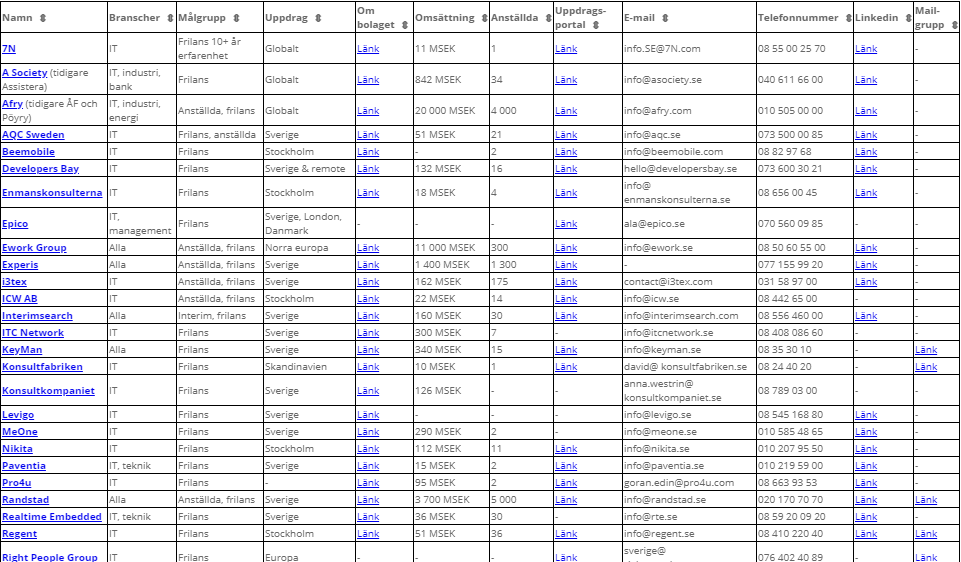 Namn Branscher Målgrupp Uppdrag Om bolaget Omsättning Anställda Uppdrags-portal E-mail Telefonnummer Linkedin Mail-grupp
7N IT Frilans 10+ år erfarenhet Globalt Länk 11 MSEK 1 Länk info.SE@7N.com 08 55 00 25 70 Länk -
A Society (tidigare Assistera) IT, industri, bank Frilans Globalt Länk 842 MSEK 34 Länk info@asociety.se 040 611 66 00 Länk -
Afry (tidigare ÅF och Pöyry) IT, industri, energi Anställda, frilans Globalt Länk 20 000 MSEK 4 000 Länk info@afry.com 010 505 00 00 Länk -
AQC Sweden IT Frilans, anställda Sverige Länk 51 MSEK 21 Länk info@aqc.se 073 500 00 85 Länk -
Beemobile IT Frilans Stockholm Länk - 2 Länk info@beemobile.com 08 82 97 68 Länk -
Developers Bay IT Frilans Sverige & remote Länk 132 MSEK 16 Länk hello@developersbay.se 073 600 30 21 Länk -
Enmanskonsulterna IT Frilans Stockholm Länk 18 MSEK 4 Länk info@ enmanskonsulterna.se 08 656 00 45 Länk -
Epico IT, management Frilans Sverige, London, Danmark - - - Länk ala@epico.se 070 560 09 85 - -
Ework Group Alla Anställda, frilans Norra europa Länk 11 000 MSEK 300 Länk info@ework.se 08 50 60 55 00 Länk -
Experis Alla Anställda, frilans Sverige Länk 1 400 MSEK 1 300 Länk - 077 155 99 20 Länk -
i3tex IT Anställda, frilans Sverige Länk 162 MSEK 175 Länk contact@i3tex.com 031 58 97 00 Länk -
ICW AB IT Anställda, frilans Stockholm Länk 22 MSEK 14 Länk info@icw.se 08 442 65 00 - -
Interimsearch Alla Interim, frilans Sverige Länk 160 MSEK 30 Länk info@interimsearch.com 08 556 460 00 Länk -
ITC Network IT Frilans Sverige Länk 300 MSEK 7 - info@itcnetwork.se 08 408 086 60 - -
KeyMan Alla Frilans Sverige Länk 340 MSEK 15 Länk info@keyman.se 08 35 30 10 - Länk
Konsultfabriken IT Frilans Skandinavien Länk 10 MSEK 1 Länk david@ konsultfabriken.se 08 24 40 20 - Länk
Konsultkompaniet IT Frilans Sverige Länk 126 MSEK - - anna.westrin@ konsultkompaniet.se 08 789 03 00 - -
Levigo IT Frilans Sverige Länk - - - info@levigo.se 08 545 168 80 Länk -
MeOne IT Frilans Sverige Länk 290 MSEK 2 - info@meone.se 010 585 48 65 Länk -
Nikita IT Frilans Stockholm Länk 112 MSEK 11 Länk info@nikita.se 010 207 95 50 Länk -
Paventia IT, teknik Frilans Sverige Länk 15 MSEK 2 Länk info@paventia.se 010 219 59 00 Länk -
Pro4u IT Frilans - Länk 95 MSEK 2 Länk goran.edin@pro4u.com 08 663 93 53 Länk -
Randstad Alla Anställda, frilans Sverige Länk 3 700 MSEK 5 000 Länk info@randstad.se 020 170 70 70 Länk Länk
Realtime Embedded IT, teknik Frilans Sverige Länk 36 MSEK 30 - info@rte.se 08 59 20 09 20 Länk -
Regent IT Frilans Stockholm Länk 51 MSEK 36 Länk info@regent.se 08 410 220 40 Länk Länk
Right People Group IT Frilans Europa - - - Länk sverige@ 076 402 40 89 - Länk